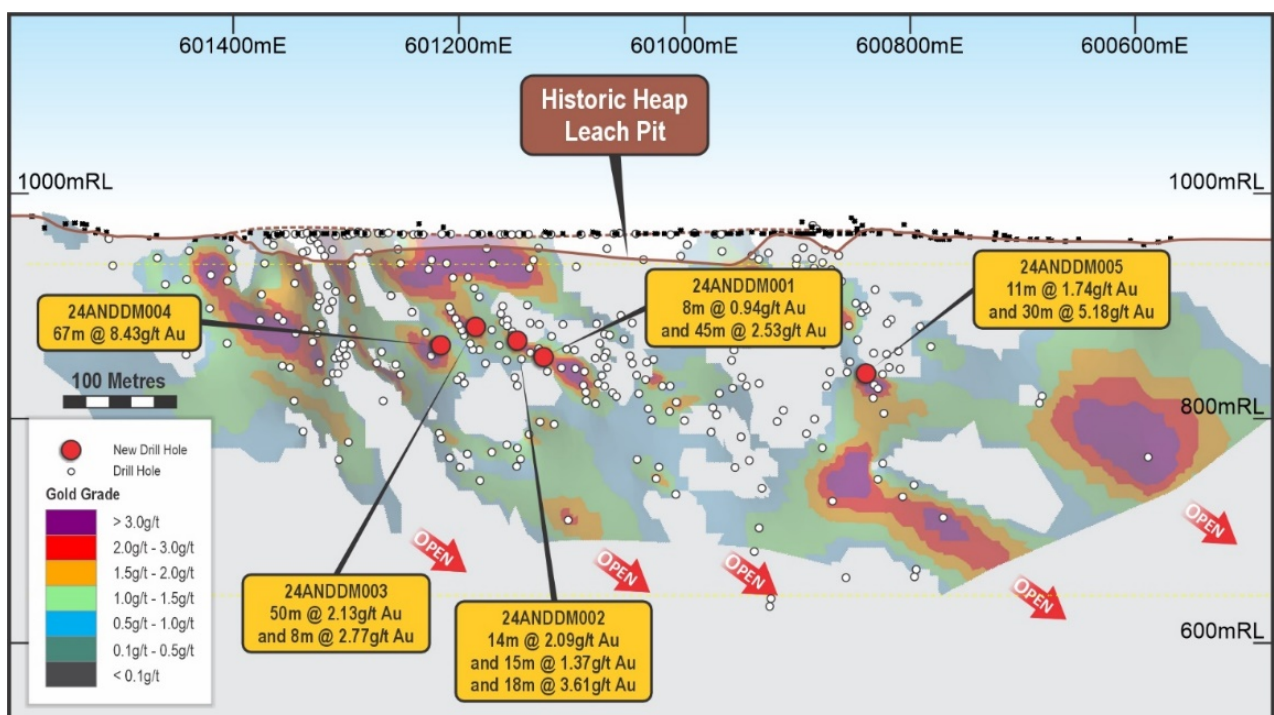 601400mE
601200mE
601000mE
600800mE
600600mE
Historic Heap
Leach Pit
1000mRL
1000mRL
24ANDDM004
67m @ 8.43g/t Au
24ANDDM001
8m @ 0.94g/t Au
and 45m @ 2.53g/t Au
24ANDDM005
11m @ 1.74g/t Au
and 30m @ 5.18g/t Au
100 Metres
800mRL
New Drill Hole
Drill Hole
Gold Grade
> 3.0g/t
2.0g/t - 3.0g/t
1.5g/t - 2.0g/t
1.0g/t - 1.5g/t
0.5g/t - 1.0g/t
0.1g/t - 0.5g/t
< 0.1g/t
OPEN
OPEN
OPEN
OPEN
OPEN
24ANDDM003
50m @ 2.13g/t Au
and 8m @ 2.77g/t Au
24ANDDM002
14m @ 2.09g/t Au
and 15m @ 1.37g/t Au
and 18m @ 3.61g/t Au
600mRL